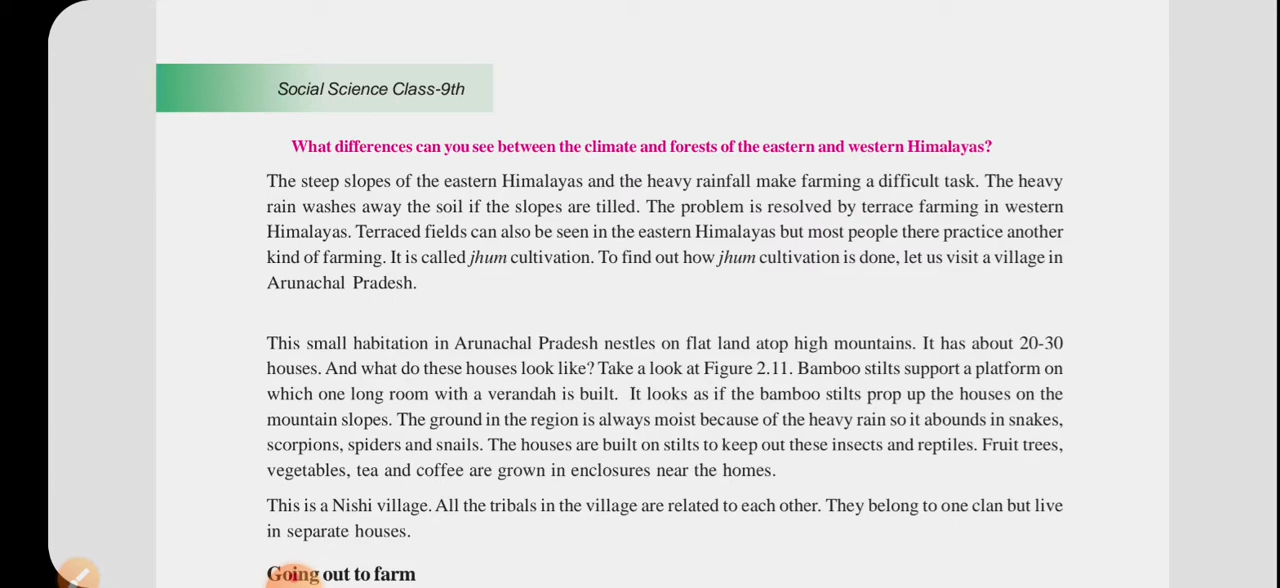 Social Science Class-9th
What differences can you see between the climate and forests of the eastern and western Himalayas?
The steep slopes of the eastern Himalayas and the heavy rainfall make farming a difficult task. The heavy
rain washes away the soil if the slopes are tilled. The problem is resolved by terrace farming in western
Himalayas. Terraced fields can also be seen in the eastern Himalayas but most people there practice another
kind of farming. It is called jhum cultivation. To find out how jhum cultivation is done, let us visit a village in
Arunachal Pradesh.
This small habitation in Arunachal Pradesh nestles on flat land atop high mountains. It has about 20-30
houses. And what do these houses look like? Take a look at Figure 2.11. Bamboo stilts support a platform on
which one long room with a verandah is built. It looks as if the bamboo stilts prop up the houses on the
mountain slopes. The ground in the region is always moist because of the heavy rain so it abounds in snakes,
scorpions, spiders and snails. The houses are built on stilts to keep out these insects and reptiles. Fruit trees,
vegetables, tea and coffee are grown in enclosures near the homes.
This is a Nishi village. All the tribals in the village are related to each other. They belong to one clan but live
in separate houses.
Going out to farm